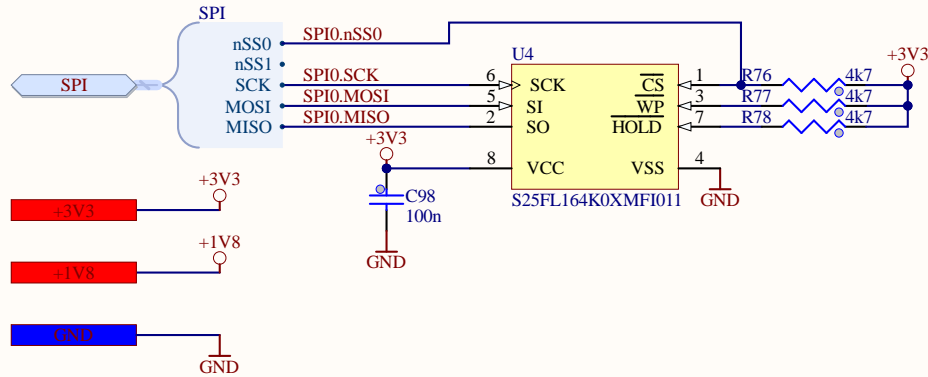 SPI
nSS0
SPI0.nSS0
nSS1
U4
+3V3
SPI
SCK
SPI0.SCK
6
SCK
CS
1
R76
4k7
MOSI
SPI0.MOSI
5
SI
WP
3
R77
4k7
MISO
SPI0.MISO
2
SO
HOLD
7
R78
4k7
+3V3
8
VCC
VSS
4
+3V3
C98
S25FL164K0XMFI011
GND
+3V3
100n
+1V8
GND
+1V8
GND
GND